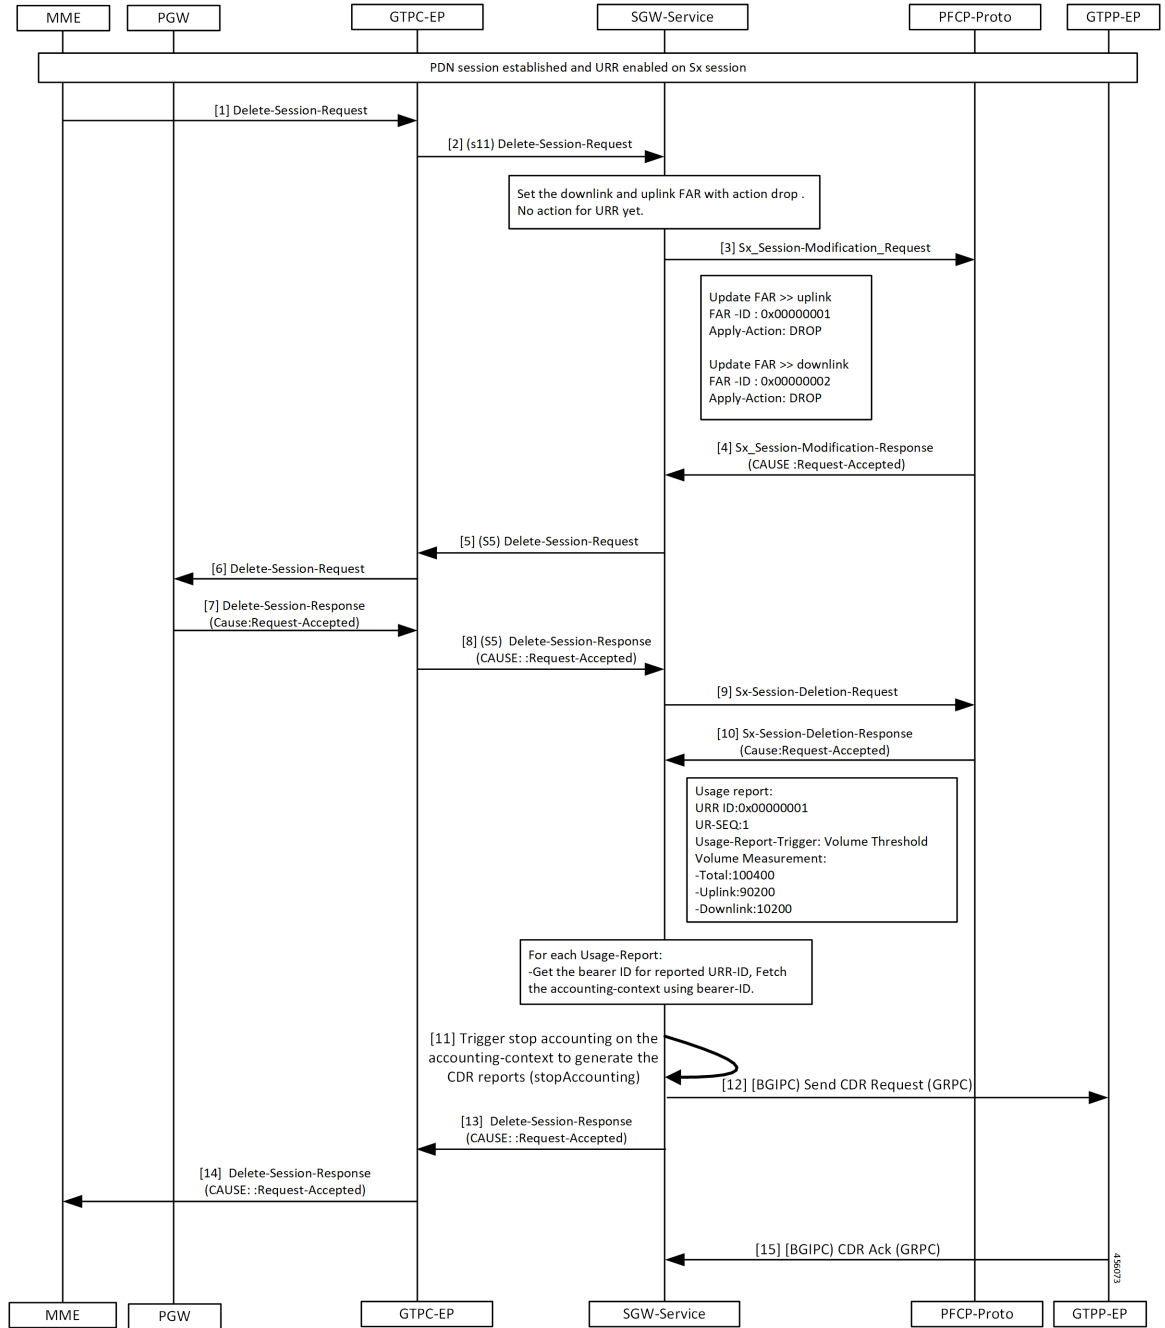 MME
PGW
GTPC-EP
SGW-Service
PFCP-Proto
GTPP-EP
PDN session established and URR enabled on Sx session
[1] Delete-Session-Request
[2] (s11) Delete-Session-Request
Set the downlink and uplink FAR with action drop .
No action for URR yet.
[3] Sx_Session-Modification_Request
Update FAR >> uplink
FAR -ID : 0x00000001
Apply-Action: DROP
Update FAR >> downlink
FAR -ID : 0x00000002
Apply-Action: DROP
[4] Sx_Session-Modification-Response
(CAUSE :Request-Accepted)
[5] (S5) Delete-Session-Request
[6] Delete-Session-Request
[7] Delete-Session-Response
(Cause:Request-Accepted)
[8] (S5)  Delete-Session-Response
(CAUSE: :Request-Accepted)
[9] Sx-Session-Deletion-Request
[10] Sx-Session-Deletion-Response
(Cause:Request-Accepted)
Usage report:
URR ID:0x00000001
UR-SEQ:1
Usage-Report-Trigger: Volume Threshold
Volume Measurement:
-Total:100400
-Uplink:90200
-Downlink:10200
For each Usage-Report:
-Get the bearer ID for reported URR-ID, Fetch
the accounting-context using bearer-ID.
[11] Trigger stop accounting on the
accounting-context to generate the
CDR reports (stopAccounting)
[12] [BGIPC) Send CDR Request (GRPC)
[13]  Delete-Session-Response
(CAUSE: :Request-Accepted)
[14]  Delete-Session-Response
(CAUSE: :Request-Accepted)
[15] [BGIPC) CDR Ack (GRPC)
456073
MME
PGW
GTPC-EP
SGW-Service
PFCP-Proto
GTPP-EP